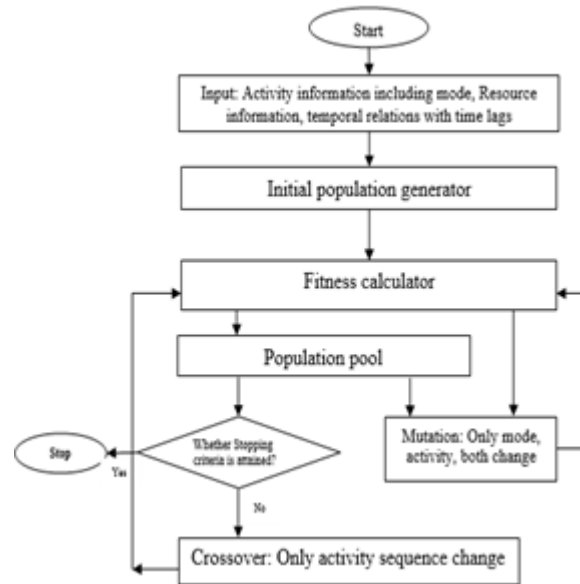 Start
Input: Activity information including mode, Resource
information, temporal relations with time lags
Initial population generator
Fitness calculator
Population pool
Whether Stopping
criteria is attained?
Stop
Yes
Mutation: Only mode,
activity, both change
No
Crossover: Only activity sequence change